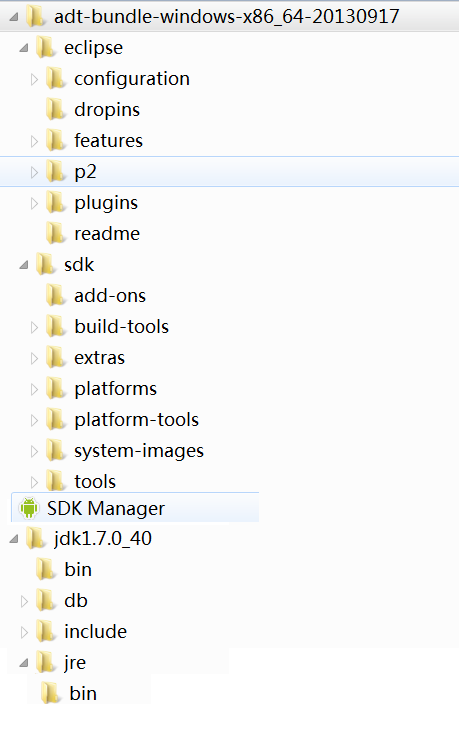 adt-bundle-windows-x86_64-20130917
eclipse
configuration
dropins
features
p2
plugins
readme
sdk
add-ons
build-tools
extras
platforms
platform-tools
system-images
tools
SDK Manager
jdk1.7.0_40
bin
db
include
jre
bin